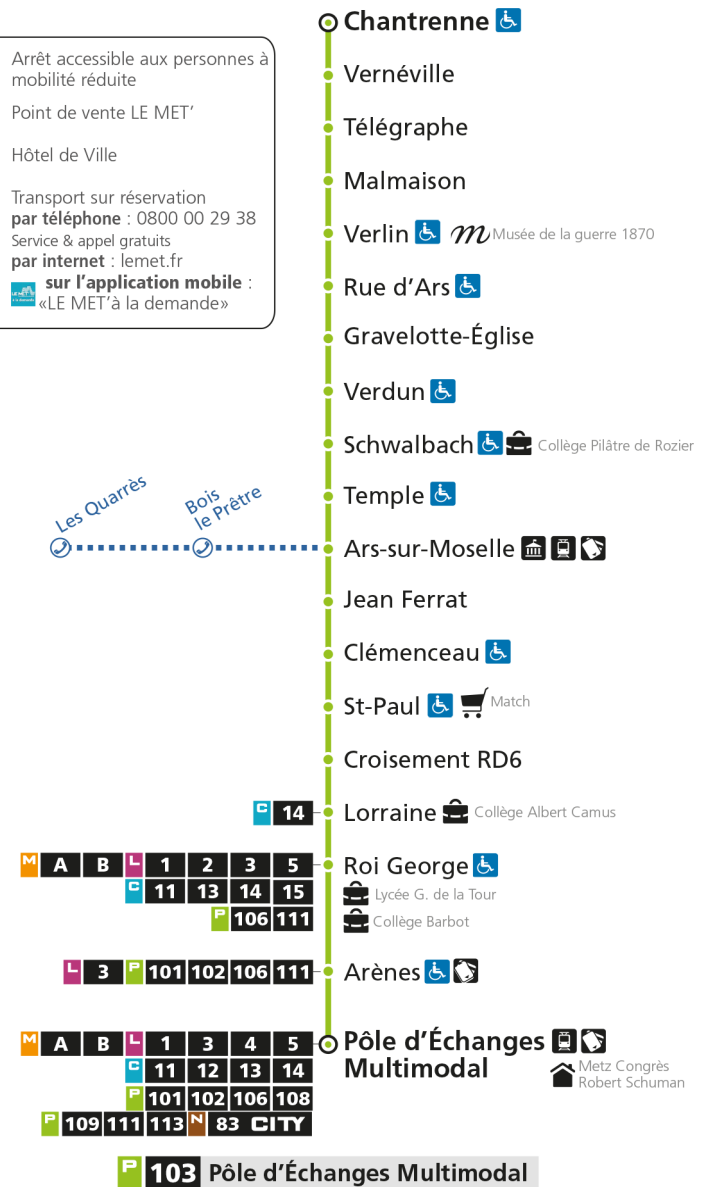 Chantrenne
Arrêt accessible aux personnes à
mobilité réduite
Point de vente LE MET’
Hôtel de Ville
Transport sur réservation
par téléphone : 0800 00 29 38
Service & appel gratuits
par internet : lemet.fr
sur l’application mobile :
«LE MET’à la demande»
Vernéville
Télégraphe
Malmaison
Verlin m Musée de la guerre 1870
Rue d’Ars
Gravelotte-Église
Verdun
Schwalbach Collège Pilâtre de Rozier
Temple
Les Quarrès
Bois
le Prêtre
Ars-sur-Moselle
Jean Ferrat
Clémenceau
St-Paul Match
Croisement RD6
C 14 Lorraine Collège Albert Camus
M A B L 1 2 3 5 Roi George
C 11 13 14 15 Lycée G. de la Tour
P 106 111 Collège Barbot
L 3 P 101 102 106 111 Arènes
M A B L 1 3 4 5 Pôle d’Échanges
C 11 12 13 14 Multimodal Metz Congrès
Robert Schuman
P 101 102 106 108
P 109 111 113 N 83 CITY
P 103 Pôle d’Échanges Multimodal